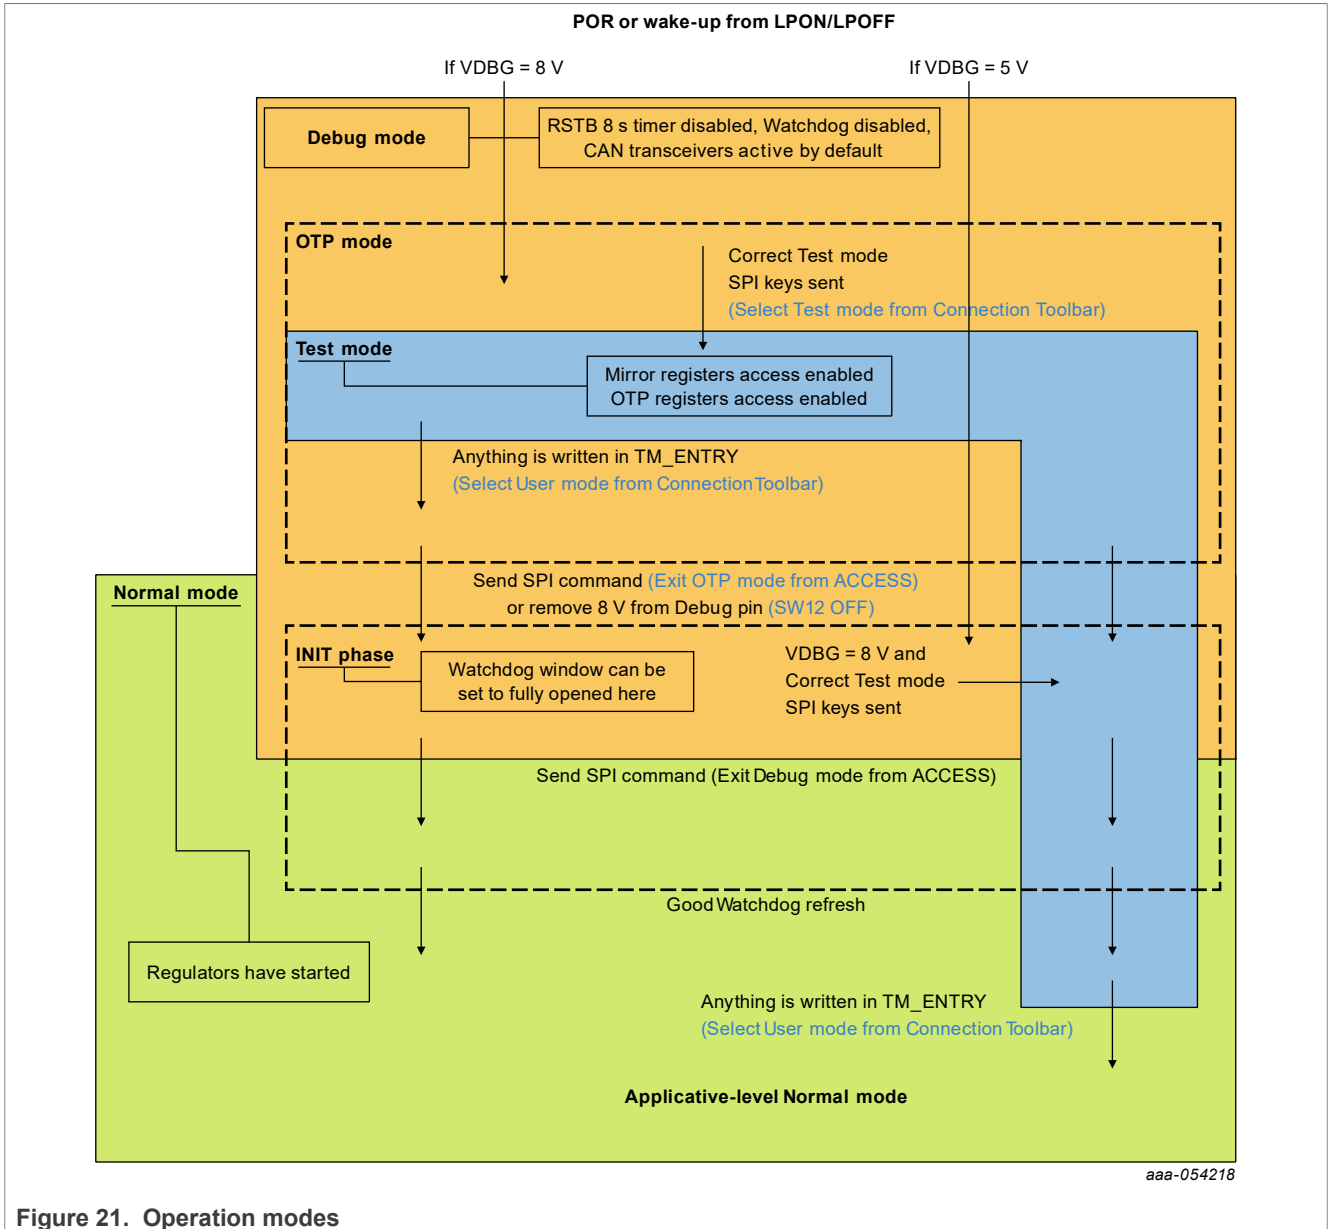 POR or wake-up from LPON/LPOFF
If VDBG = 8 V
If VDBG = 5 V
Debug mode
RSTB 8 s timer disabled, Watchdog disabled,
CAN transceivers active by default
OTP mode
Correct Test mode
SPI keys sent
(Select Test mode from Connection Toolbar)
Test mode
Mirror registers access enabled
OTP registers access enabled
Anything is written in TM_ENTRY
(Select User mode from Connection Toolbar)
Send SPI command (Exit OTP mode from ACCESS)
or remove 8 V from Debug pin (SW12 OFF)
Normal mode
INIT phase
Watchdog window can be
set to fully opened here
VDBG = 8 V and
Correct Test mode
SPI keys sent
Send SPI command (Exit Debug mode from ACCESS)
Good Watchdog refresh
Regulators have started
Anything is written in TM_ENTRY
(Select User mode from Connection Toolbar)
Applicative-level Normal mode
aaa-054218
Figure 21. Operation modes